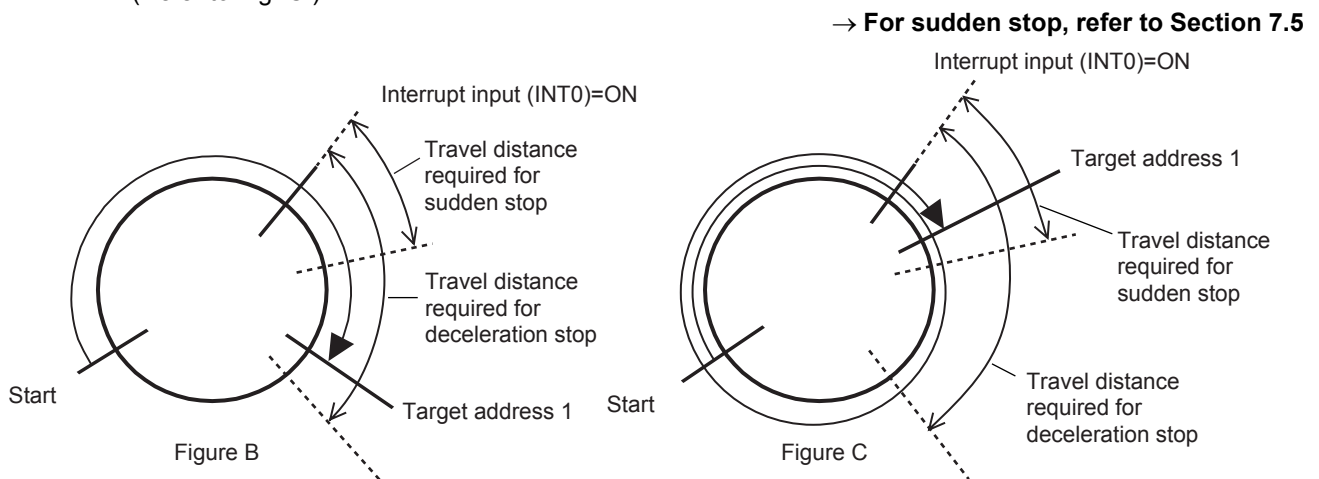 → For sudden stop, refer to Section 7.5
Interrupt input (INT0)=ON
Travel distance
required for
sudden stop
Travel distance
required for
deceleration stop
Target address 1
Start
Figure B
Interrupt input (INT0)=ON
Target address 1
Travel distance
required for
sudden stop
Travel distance
required for
deceleration stop
Start
Figure C